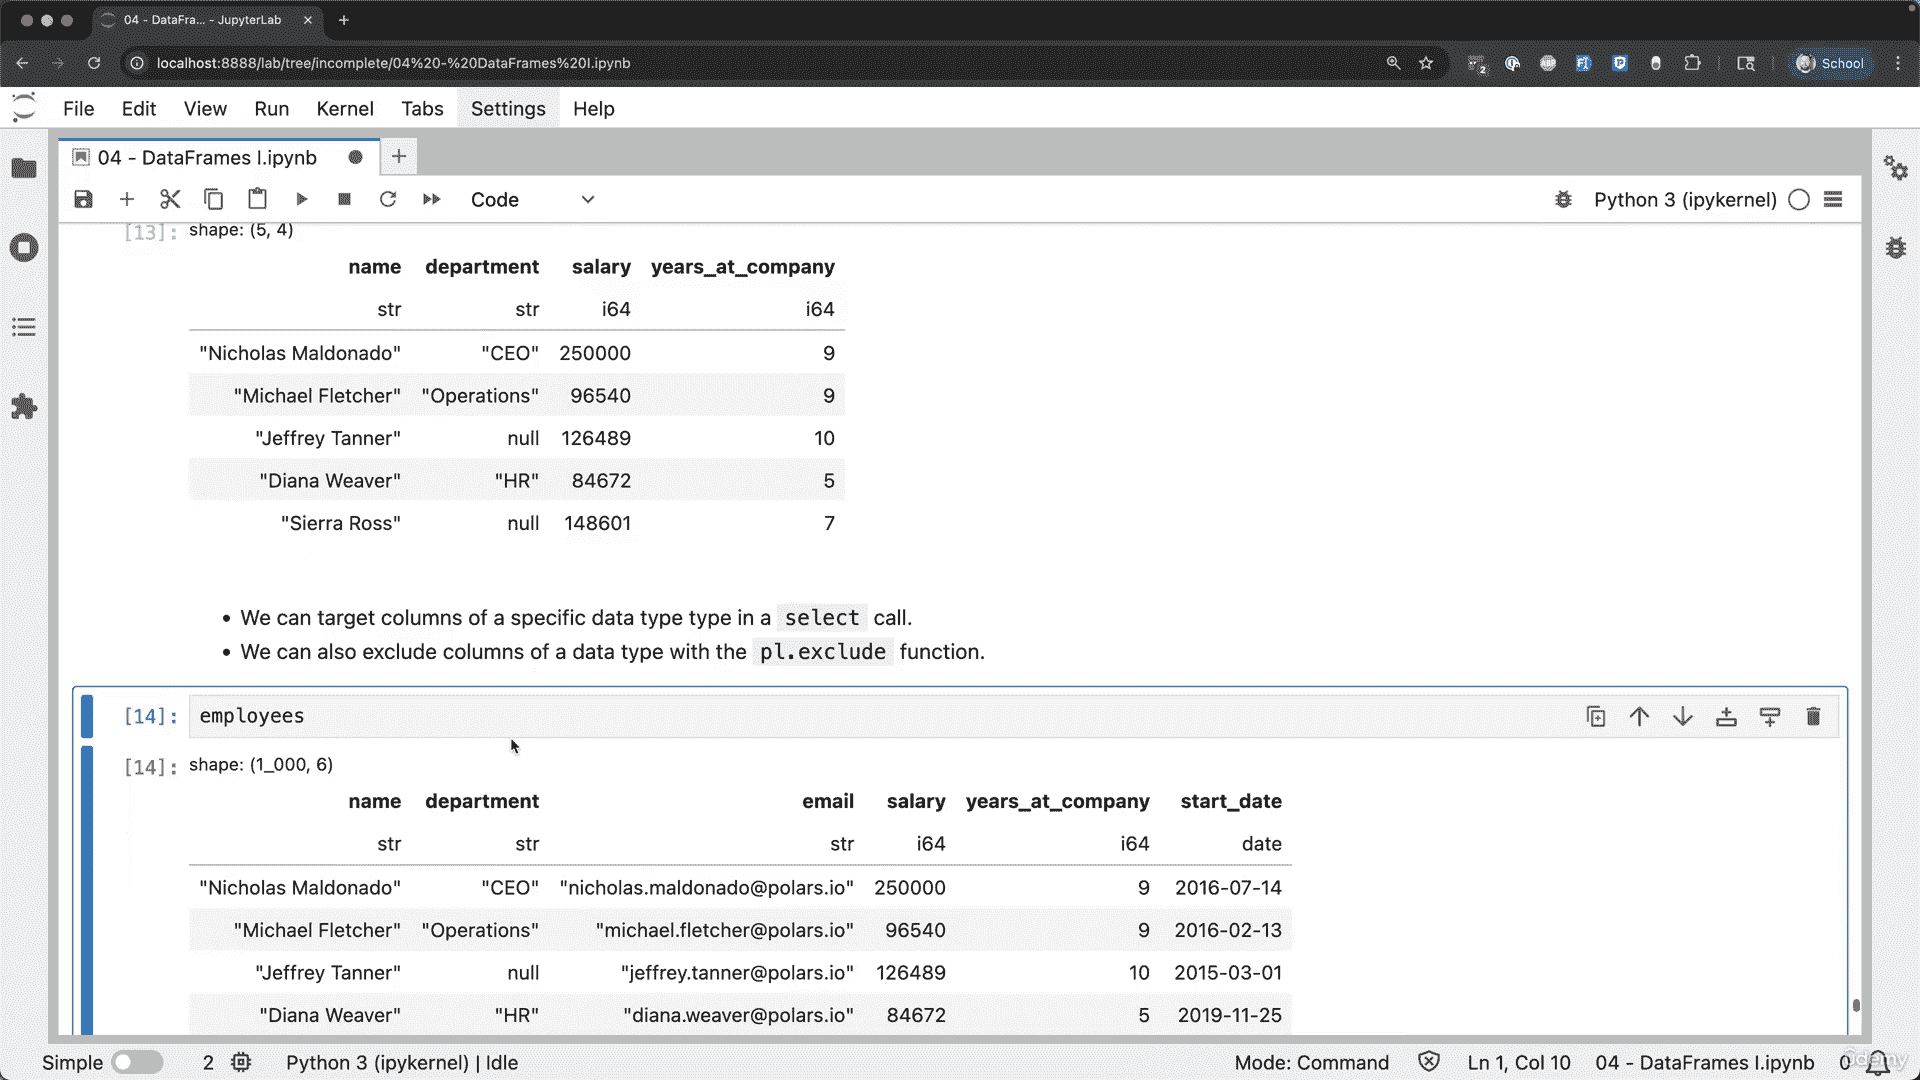 04 - DataFra... - JupyterLab
localhost:8888/lab/tree/incomplete/04%20-%20DataFrames%20I.ipynb
2
School
File Edit View Run Kernel Tabs Settings Help
04 - DataFrames I.ipynb
Code
Python 3 (ipykernel)
[13]: shape: (5, 4)
name department salary years_at_company
str str i64 i64
"Nicholas Maldonado" "CEO" 250000 9
"Michael Fletcher" "Operations" 96540 9
"Jeffrey Tanner" null 126489 10
"Diana Weaver" "HR" 84672 5
"Sierra Ross" null 148601 7
• We can target columns of a specific data type type in a select call.
• We can also exclude columns of a data type with the pl.exclude function.
[14]: employees
[14]: shape: (1_000, 6)
name department email salary years_at_company start_date
str str str i64 i64 date
"Nicholas Maldonado" "CEO" "nicholas.maldonado@polars.io" 250000 9 2016-07-14
"Michael Fletcher" "Operations" "michael.fletcher@polars.io" 96540 9 2016-02-13
"Jeffrey Tanner" null "jeffrey.tanner@polars.io" 126489 10 2015-03-01
"Diana Weaver" "HR" "diana.weaver@polars.io" 84672 5 2019-11-25
Simple 2 Python 3 (ipykernel) | Idle Mode: Command Ln 1, Col 10 04 - DataFrames I.ipynb 0
Udemy